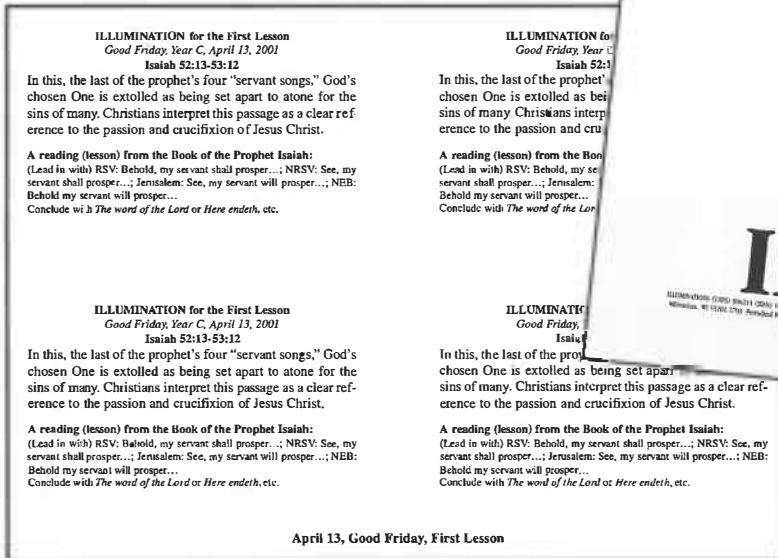 ILLUMINATION for the First Lesson
Good Friday, Year C, April 13, 2001
Isaiah 52:13-53:12
In this, the last of the prophet's four “servant songs,” God's
chosen One is extolled as being set apart to atone for the
sins of many. Christians interpret this passage as a clear ref-
erence to the passion and crucifixion of Jesus Christ.
A reading (lesson) from the Book of the Prophet Isaiah:
(Lead in with) RSV: Behold, my servant shall prosper...; NRSV: See, my
servant shall prosper...; Jerusalem: See, my servant will prosper...; NEB:
Behold my servant will prosper...
Conclude with The word of the Lord or Here endeth, etc.
ILLUMINATION fo
Good Friday, Year
Isaiah 52:1
In this, the last of the prophet'
chosen One is extolled as bei
sins of many Christians interp
erence to the passion and cru
A reading (lesson) from the Boo
(Lead in with) RSV: Behold, my se
servant shall prosper...; Jerusalem:
Behold my servant will prosper...
Conclude with The word of the Lor
ILLUMINATION for the First Lesson
Good Friday, Year C, April 13, 2001
Isaiah 52:13-53:12
In this, the last of the prophet's four “servant songs,” God's
chosen One is extolled as being set apart to atone for the
sins of many. Christians interpret this passage as a clear ref-
erence to the passion and crucifixion of Jesus Christ.
A reading (lesson) from the Book of the Prophet Isaiah:
(Lead in with) RSV: Behold, my servant shall prosper...; NRSV: See, my
servant shall prosper...; Jerusalem: See, my servant will prosper...; NEB:
Behold my servant will prosper...
Conclude with The word of the Lord or Here endeth, etc.
ILLUMINATI
Good Friday,
Isaia
In this, the last of the pro
chosen One is extolled as being set apart
sins of many. Christians interpret this passage as a clear ref-
erence to the passion and crucifixion of Jesus Christ.
A reading (lesson) from the Book of the Prophet Isaiah:
(Lead in with) RSV: Behold, my servant shall prosper...; NRSV: See, my
servant shall prosper...; Jerusalem: See, my servant will prosper...; NEB:
Behold my servant will prosper...
Conclude with The word of the Lord or Here endeth, etc.
April 13, Good Friday, First Lesson
ILLUMINATIONS